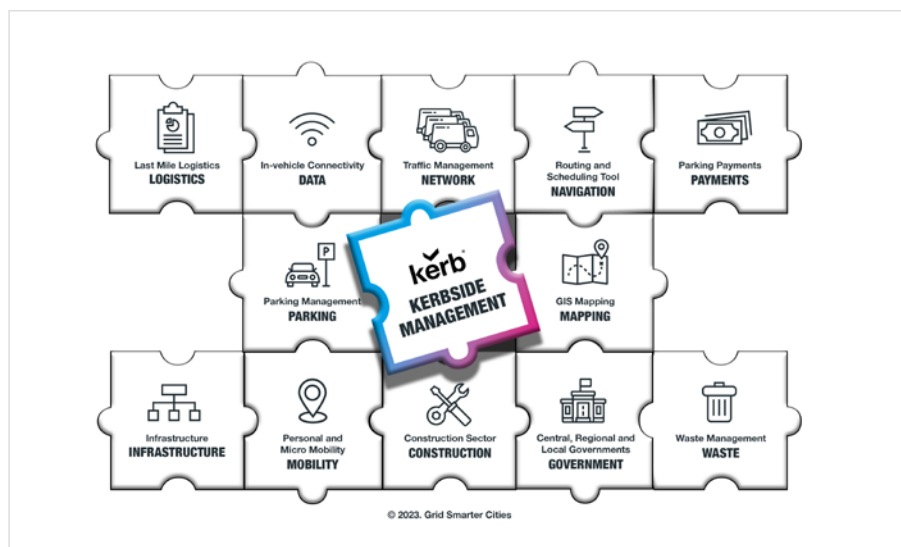 Last Mile Logistics
LOGISTICS
In-vehicle Connectivity
DATA
Traffic Management
NETWORK
Routing and
Scheduling Tool
NAVIGATION
Parking Payments
PAYMENTS
P
Parking Management
PARKING
kerb
KERBSIDE
MANAGEMENT
GIS Mapping
MAPPING
Infrastructure
INFRASTRUCTURE
Personal and
Micro Mobility
MOBILITY
Construction Sector
CONSTRUCTION
Central, Regional and
Local Governments
GOVERNMENT
Waste Management
WASTE
© 2023. Grid Smarter Cities